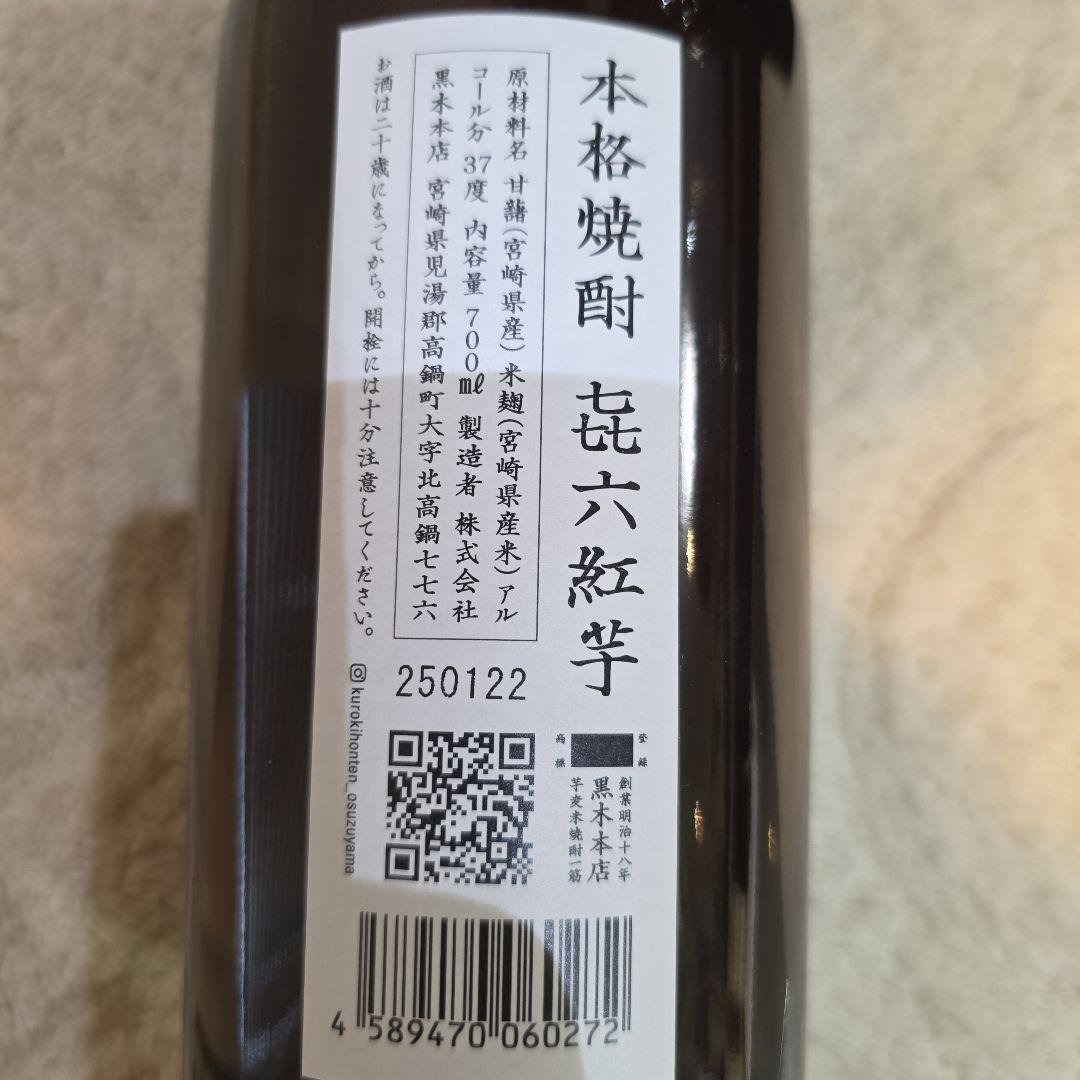 本格焼酎 㐂六紅芋
原材料名 甘藷(宮崎県産)米麹(宮崎県産米)アル
コール分 37度 内容量 700㎖ 製造者 株式会社
黒木本店 宮崎県児湯郡高鍋町大字北高鍋七七六
お酒は二十歳になってから。開栓には十分注意してください。
250122
kurokihonten_osuzuyama
登録
商標
創業明治十八年
黒木本店
芋麦米焼酎一筋
4 589470 060272